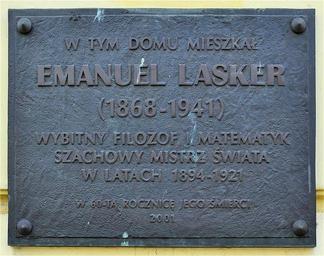 W TYM DOMU MIESZKAŁ
EMANUEL LASKER
(1868-1941)
WYBITNY FILOZOF I MATEMATYK
SZACHOWY MISTRZ ŚWIATA
W LATACH 1894-1921
W 60-TĄ ROCZNICĘ JEGO ŚMIERCI
2001